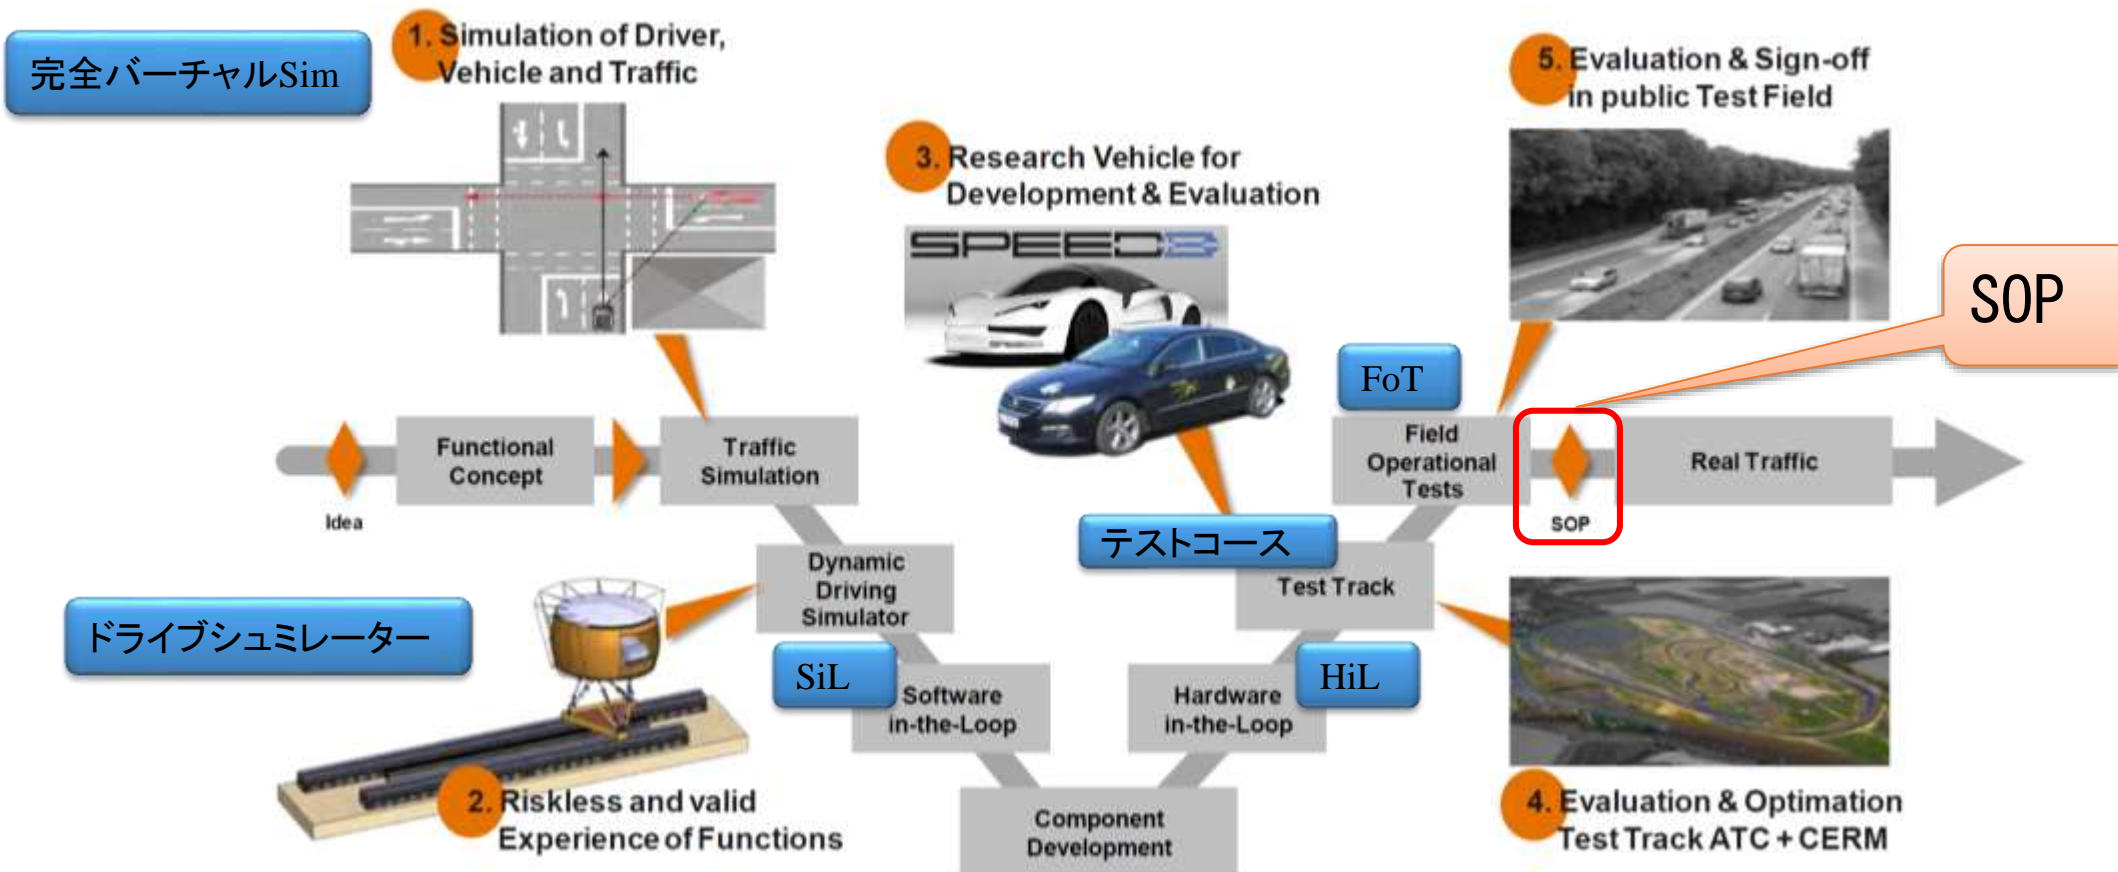 完全バーチャルSim
1. Simulation of Driver,
Vehicle and Traffic
3. Research Vehicle for
Development & Evaluation
SPEEDE
5. Evaluation & Sign-off
in public Test Field
SOP
FoT
Idea
Functional
Concept
Traffic
Simulation
Field
Operational
Tests
SOP
Real Traffic
テストコース
Dynamic
Driving
Simulator
Test Track
ドライブシュミレーター
SiL
Software
in-the-Loop
Hardware
in-the-Loop
HiL
2. Riskless and valid
Experience of Functions
Component
Development
4. Evaluation & Optimation
Test Track ATC + CERM